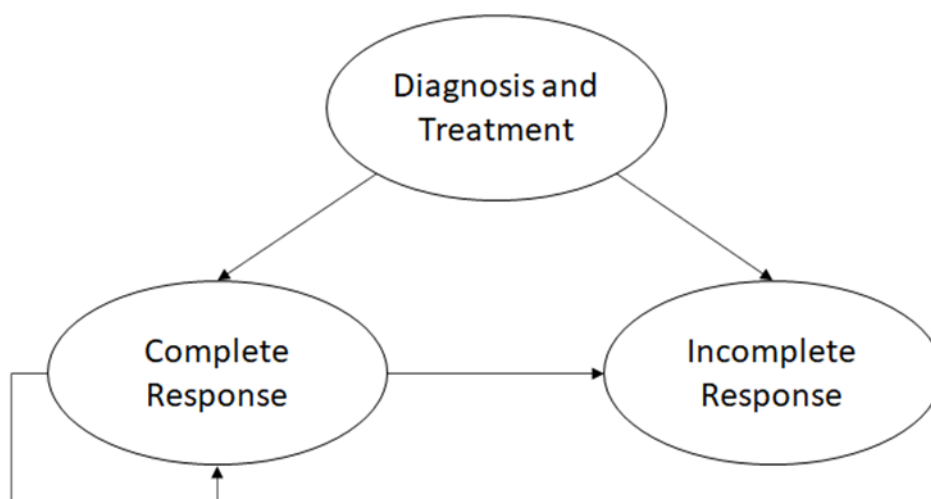 Diagnosis and
Treatment
Complete
Response
Incomplete
Response